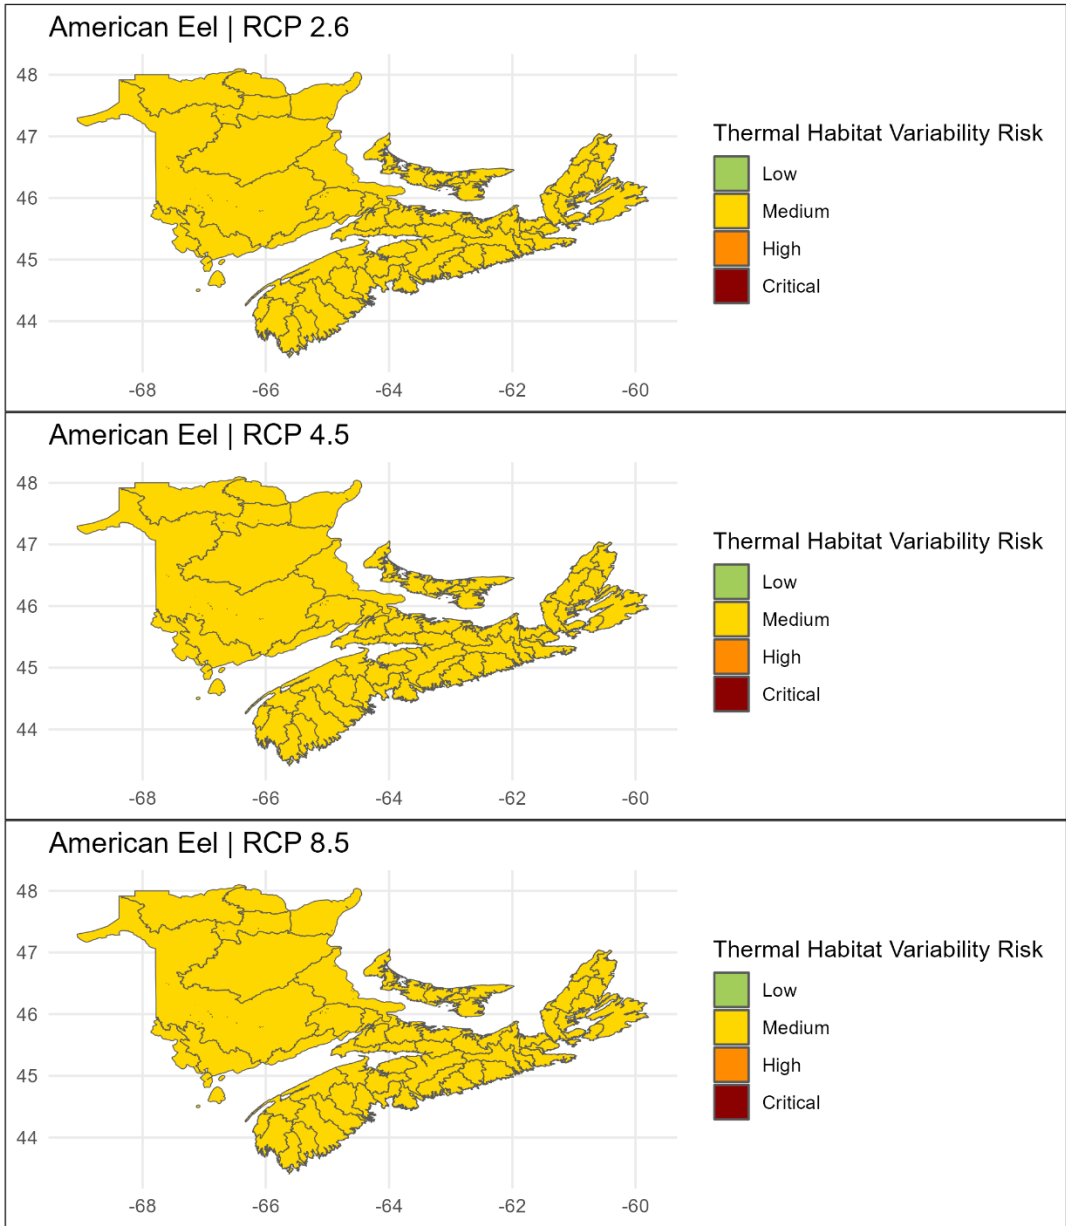 American Eel | RCP 2.6
48
47
46
45
44
-68 -66 -64 -62 -60
Thermal Habitat Variability Risk
Low
Medium
High
Critical
American Eel | RCP 4.5
48
47
46
45
44
-68 -66 -64 -62 -60
Thermal Habitat Variability Risk
Low
Medium
High
Critical
American Eel | RCP 8.5
48
47
46
45
44
-68 -66 -64 -62 -60
Thermal Habitat Variability Risk
Low
Medium
High
Critical